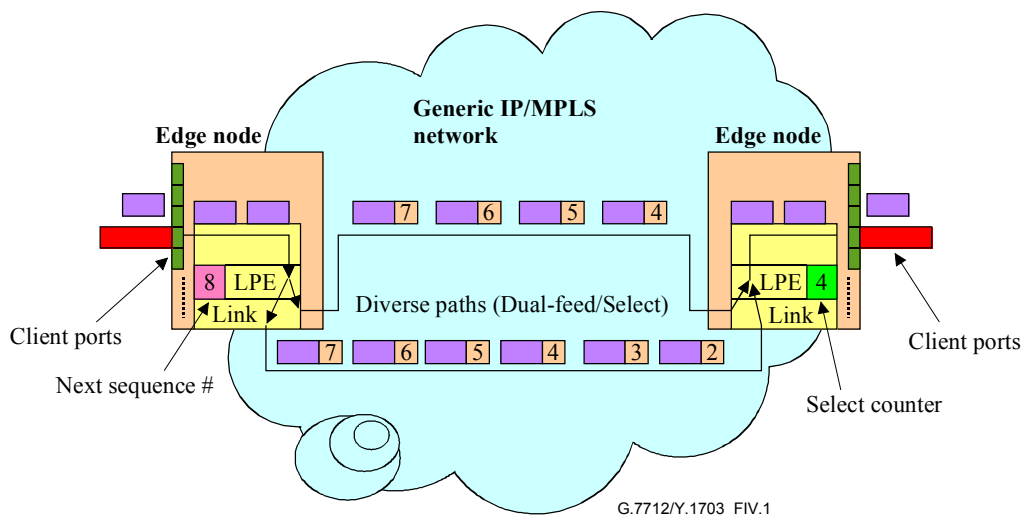 Generic IP/MPLS
network
Edge node
Edge node
7 6 5 4
8 LPE
LPE 4
Diverse paths (Dual-feed/Select)
Link
Link
Client ports
Client ports
7 6 5 4 3 2
Next sequence #
Select counter
G.7712/Y.1703_FIV.1